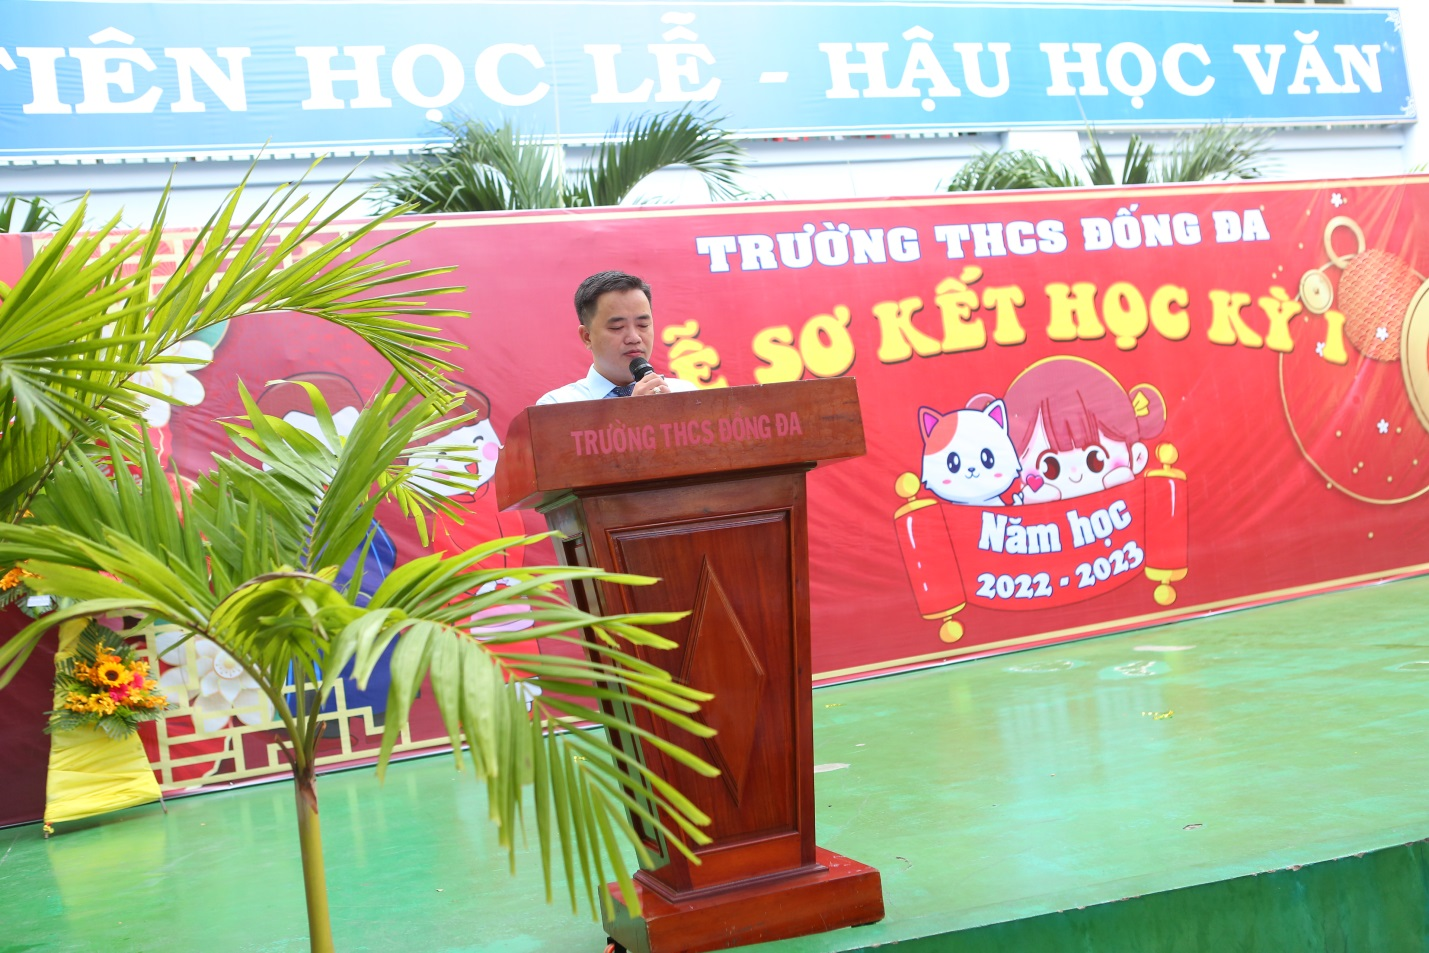 TIÊN HỌC LỄ - HẬU HỌC VĂN
TRƯỜNG THCS ĐỐNG ĐA
SƠ KẾT HỌC KỲ I
TRƯỜNG THCS ĐỐNG ĐA
Năm học
2022 - 2023